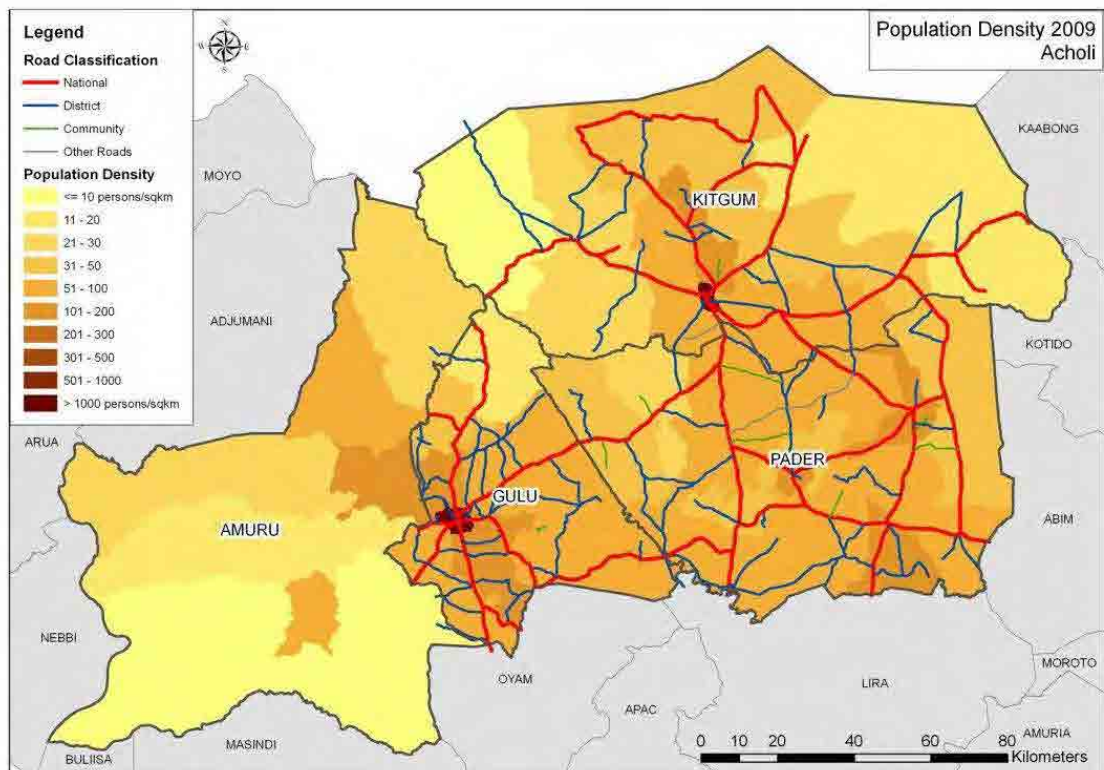 Legend
Road Classification
National
District
Community
Other Roads
Population Density
<= 10 persons/sqkm
11 - 20
21 - 30
31 - 50
51 - 100
101 - 200
201 - 300
301 - 500
501 - 1000
> 1000 persons/sqkm
N
W
E
S
Population Density 2009
Acholi
KAABONG
MOYO
KITGUM
ADJUMANI
KOTIDO
ARUA
PADER
GULU
AMURU
ABIM
NEBBI
OYAM
MOROTO
LIRA
APAC
AMURIA
MASINDI
BULIISA
0 10 20 40 60 80
Kilometers